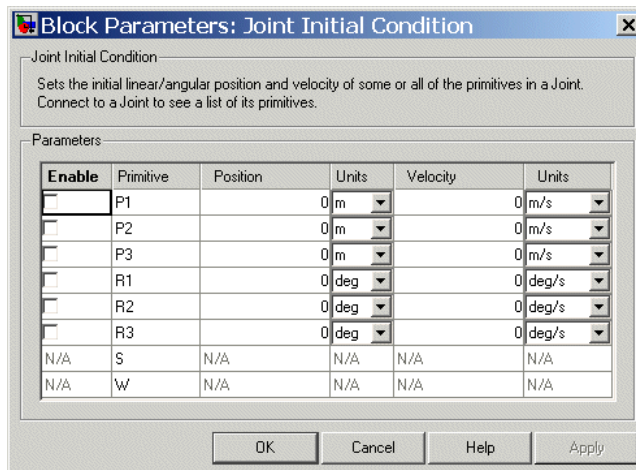 Block Parameters: Joint Initial Condition
Joint Initial Condition
Sets the initial linear/angular position and velocity of some or all of the primitives in a Joint.
Connect to a Joint to see a list of its primitives.
Parameters
Enable Primitive Position Units Velocity Units
P1 0 m 0 m/s
P2 0 m 0 m/s
P3 0 m 0 m/s
R1 0 deg 0 deg/s
R2 0 deg 0 deg/s
R3 0 deg 0 deg/s
N/A S N/A N/A N/A N/A
N/A W N/A N/A N/A N/A
OK Cancel Help Apply